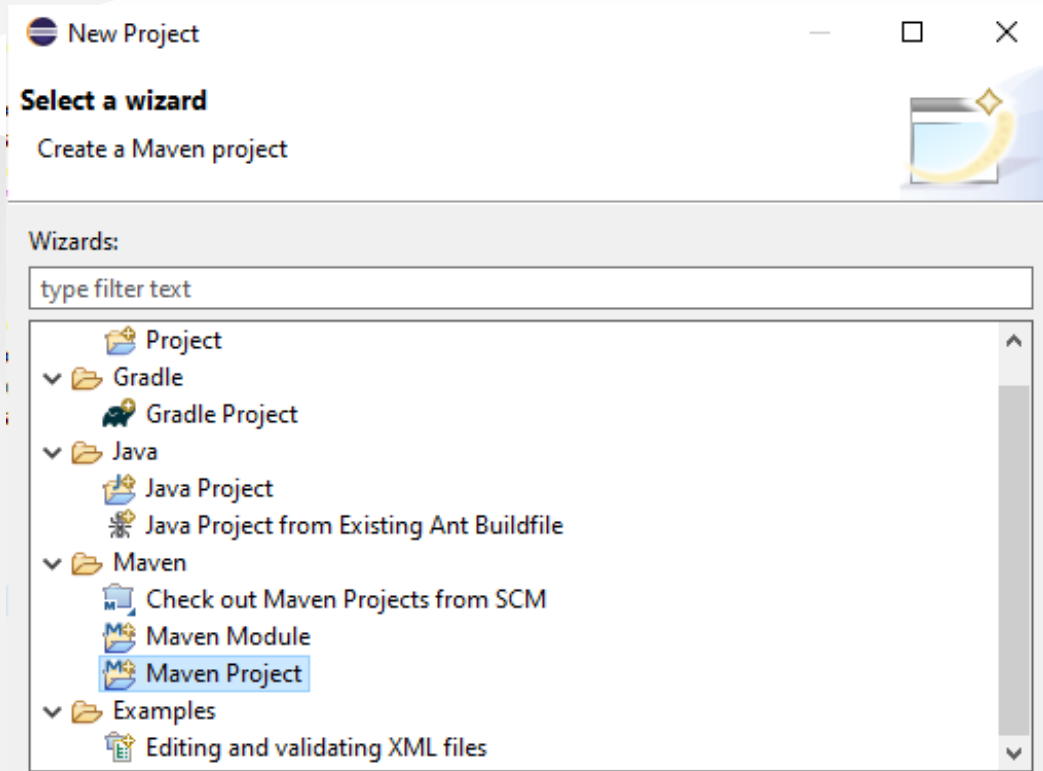 New Project
Select a wizard
Create a Maven project
Wizards:
type filter text
Project
Gradle
Gradle Project
Java
Java Project
Java Project from Existing Ant Buildfile
Maven
Check out Maven Projects from SCM
Maven Module
Maven Project
Examples
Editing and validating XML files